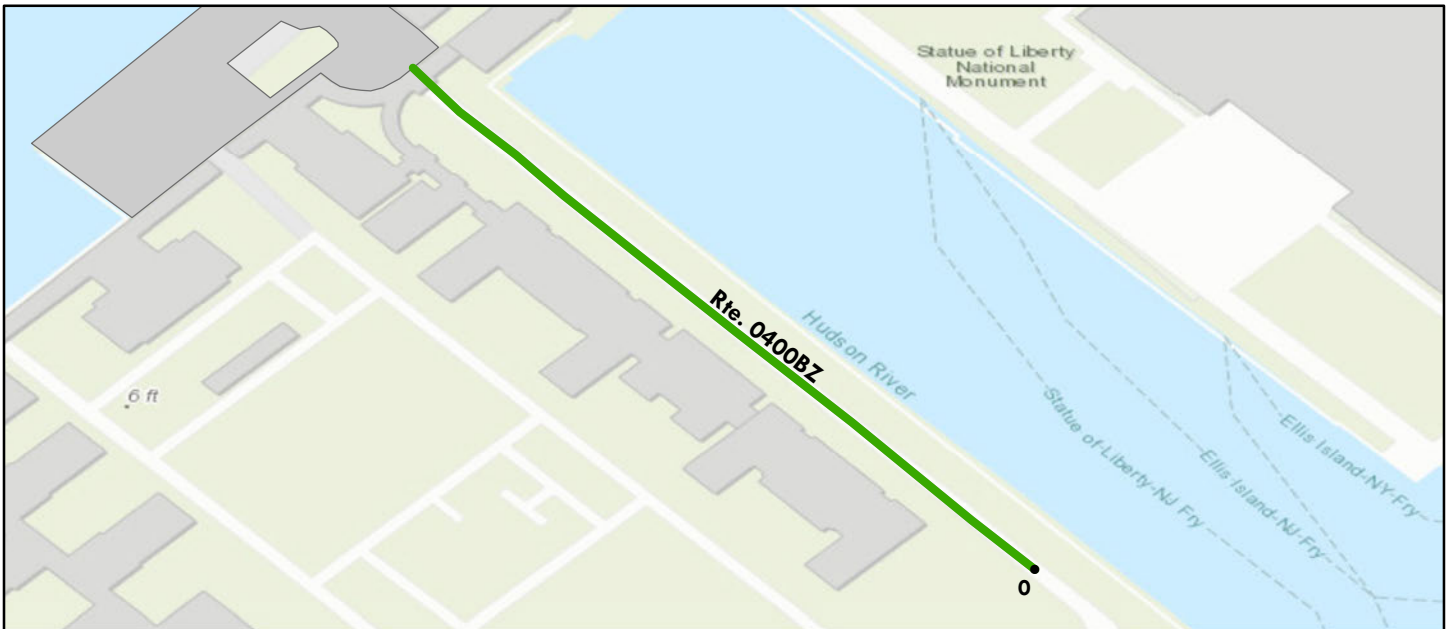 Statue of Liberty
National
Monument
Rte. 0400BZ
Hudson River
6 ft
Statue of-Liberty-NJ Fry
Ellis Island-NJ-Fry
Ellis Island-NY-Fry
0